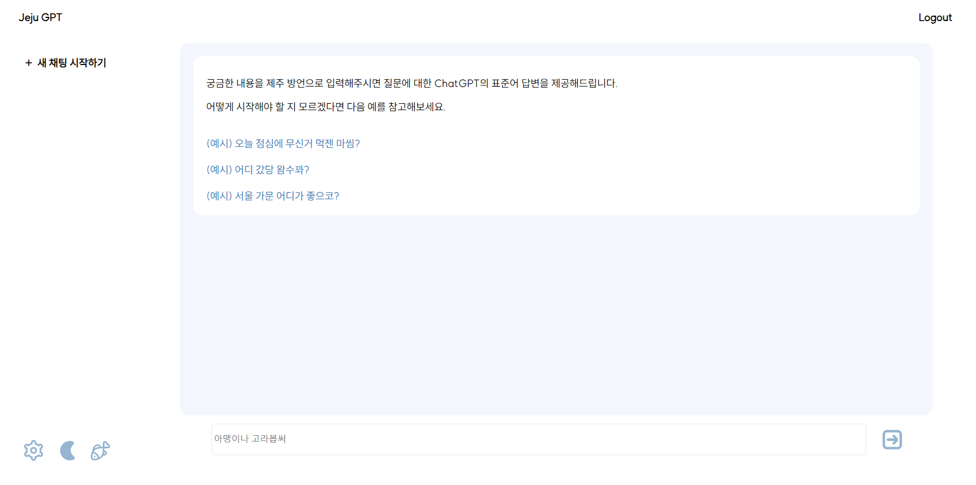 Jeju GPT
Logout
+ 새 채팅 시작하기
궁금한 내용을 제주 방언으로 입력해주시면 질문에 대한 ChatGPT의 표준어 답변을 제공해드립니다.
어떻게 시작해야 할 지 모르겠다면 다음 예를 참고해보세요.
(예시) 오늘 점심에 무신거 먹젠 마씸?
(예시) 어디 갔당 왐수꽈?
(예시) 서울 가문 어디가 좋으코?
아맹이나 고라봅써